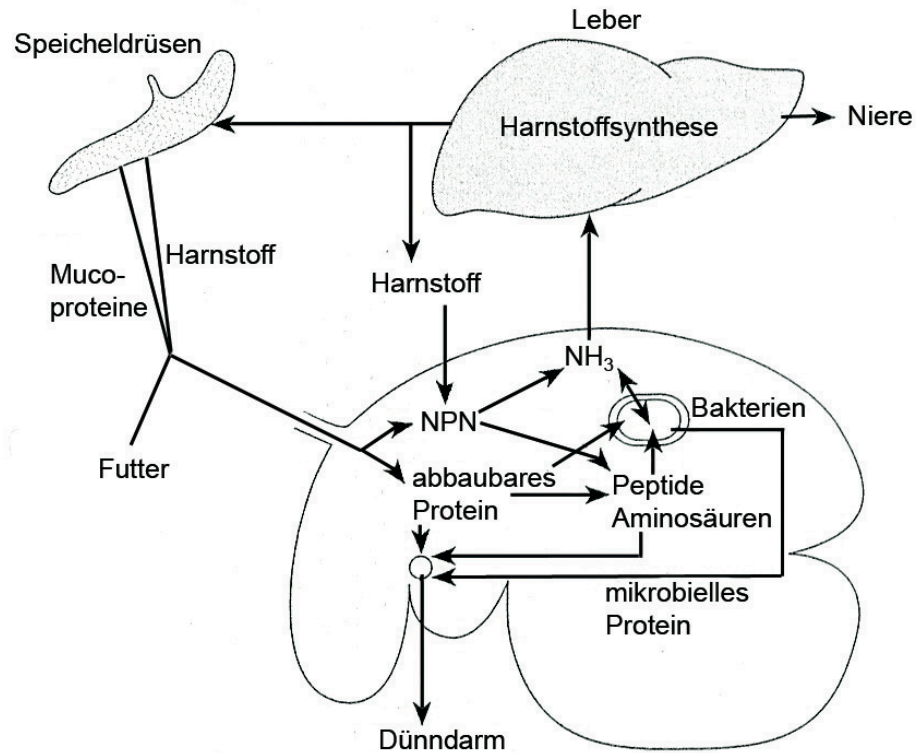 Leber
Speicheldrüsen
Harnstoffsynthese
Niere
Harnstoff
Muco-
proteine
Harnstoff
NH₃
Bakterien
NPN
Futter
abbaubares
Protein
Peptide
Aminosäuren
mikrobielles
Protein
Dünndarm